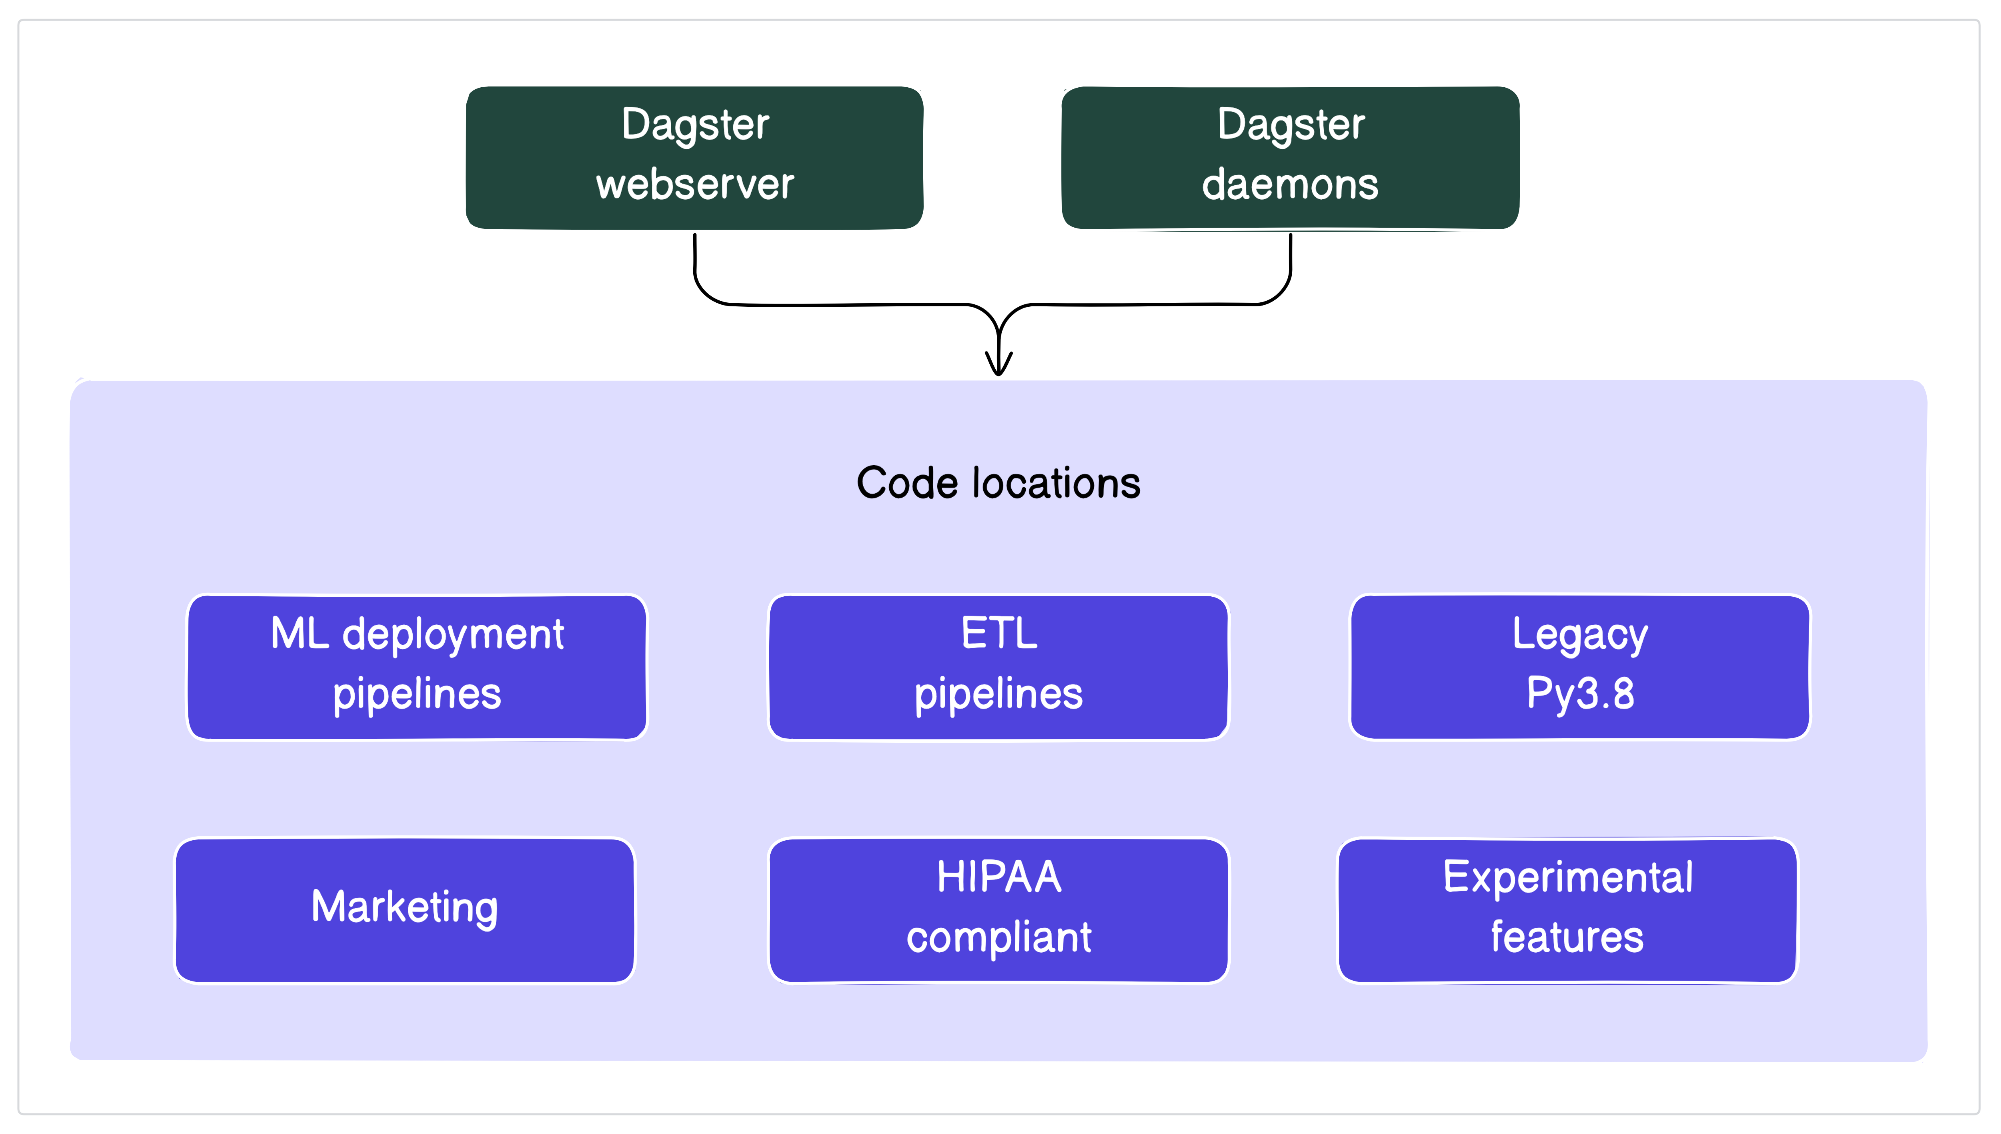 Dagster
webserver
Dagster
daemons
Code locations
ML deployment
pipelines
ETL
pipelines
Legacy
Py3.8
Marketing
HIPAA
compliant
Experimental
features